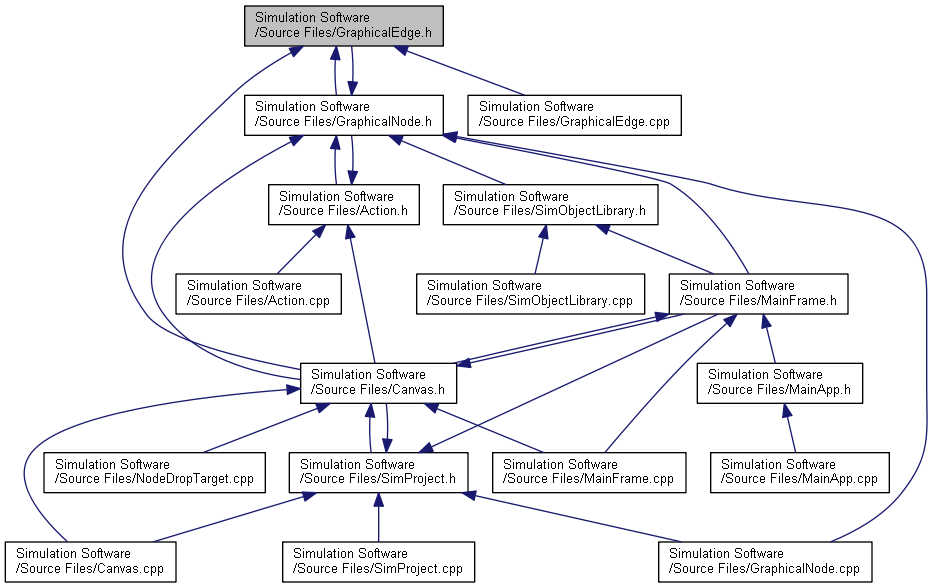 Simulation Software
/Source Files/GraphicalEdge.h
Simulation Software
/Source Files/GraphicalNode.h
Simulation Software
/Source Files/GraphicalEdge.cpp
Simulation Software
/Source Files/Action.h
Simulation Software
/Source Files/SimObjectLibrary.h
Simulation Software
/Source Files/Action.cpp
Simulation Software
/Source Files/SimObjectLibrary.cpp
Simulation Software
/Source Files/MainFrame.h
Simulation Software
/Source Files/Canvas.h
Simulation Software
/Source Files/MainApp.h
Simulation Software
/Source Files/NodeDropTarget.cpp
Simulation Software
/Source Files/SimProject.h
Simulation Software
/Source Files/MainFrame.cpp
Simulation Software
/Source Files/MainApp.cpp
Simulation Software
/Source Files/Canvas.cpp
Simulation Software
/Source Files/SimProject.cpp
Simulation Software
/Source Files/GraphicalNode.cpp